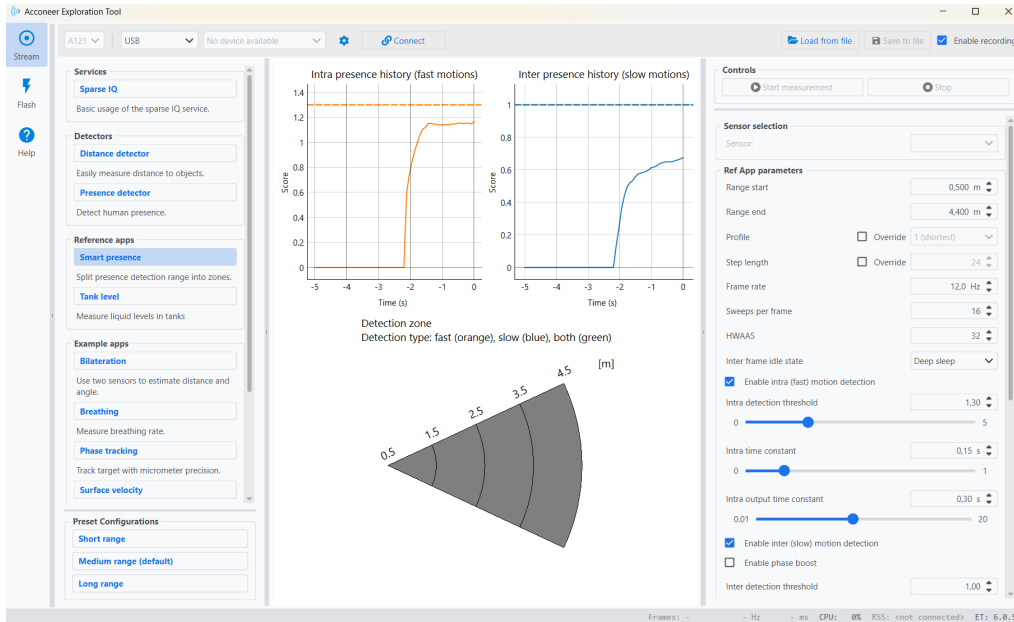 Acconeer Exploration Tool
Stream
Flash
Help
A121
USB
No device available
Connect
Load from file
Save to file
Enable recording
Services
Sparse IQ
Basic usage of the sparse IQ service.
Detectors
Distance detector
Easily measure distance to objects.
Presence detector
Detect human presence.
Reference apps
Smart presence
Split presence detection range into zones.
Tank level
Measure liquid levels in tanks
Example apps
Bilateration
Use two sensors to estimate distance and
angle.
Breathing
Measure breathing rate.
Phase tracking
Track target with micrometer precision.
Surface velocity
Preset Configurations
Short range
Medium range (default)
Long range
Intra presence history (fast motions)
Score
1.4
1.2
1
0.8
0.6
0.4
0.2
0
-5 -4 -3 -2 -1 0
Time (s)
Inter presence history (slow motions)
Score
1
0.8
0.6
0.4
0.2
0
-5 -4 -3 -2 -1 0
Time (s)
Detection zone
Detection type: fast (orange), slow (blue), both (green)
[m]
0.5 1.5 2.5 3.5 4.5
Controls
Start measurement
Stop
Sensor selection
Sensor:
Ref App parameters
Range start 0,500 m
Range end 4,400 m
Profile Override 1 (shortest)
Step length Override 24
Frame rate 12,0 Hz
Sweeps per frame 16
HWAAS 32
Inter frame idle state Deep sleep
Enable intra (fast) motion detection
Intra detection threshold 1,30
0 5
Intra time constant 0,15 s
0 1
Intra output time constant 0,30 s
0.01 20
Enable inter (slow) motion detection
Enable phase boost
Inter detection threshold 1,00
Frames: - - Hz - ms CPU: 0% RSS: <not connected> ET: 6.0.5